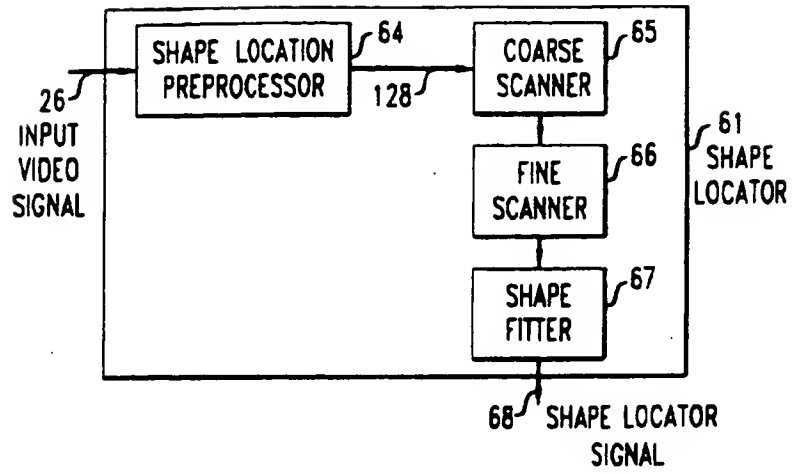 64
65
SHAPE LOCATION
PREPROCESSOR
COARSE
SCANNER
26
INPUT
VIDEO
SIGNAL
128
61
SHAPE
LOCATOR
66
FINE
SCANNER
67
SHAPE
FITTER
68
SHAPE LOCATOR
SIGNAL